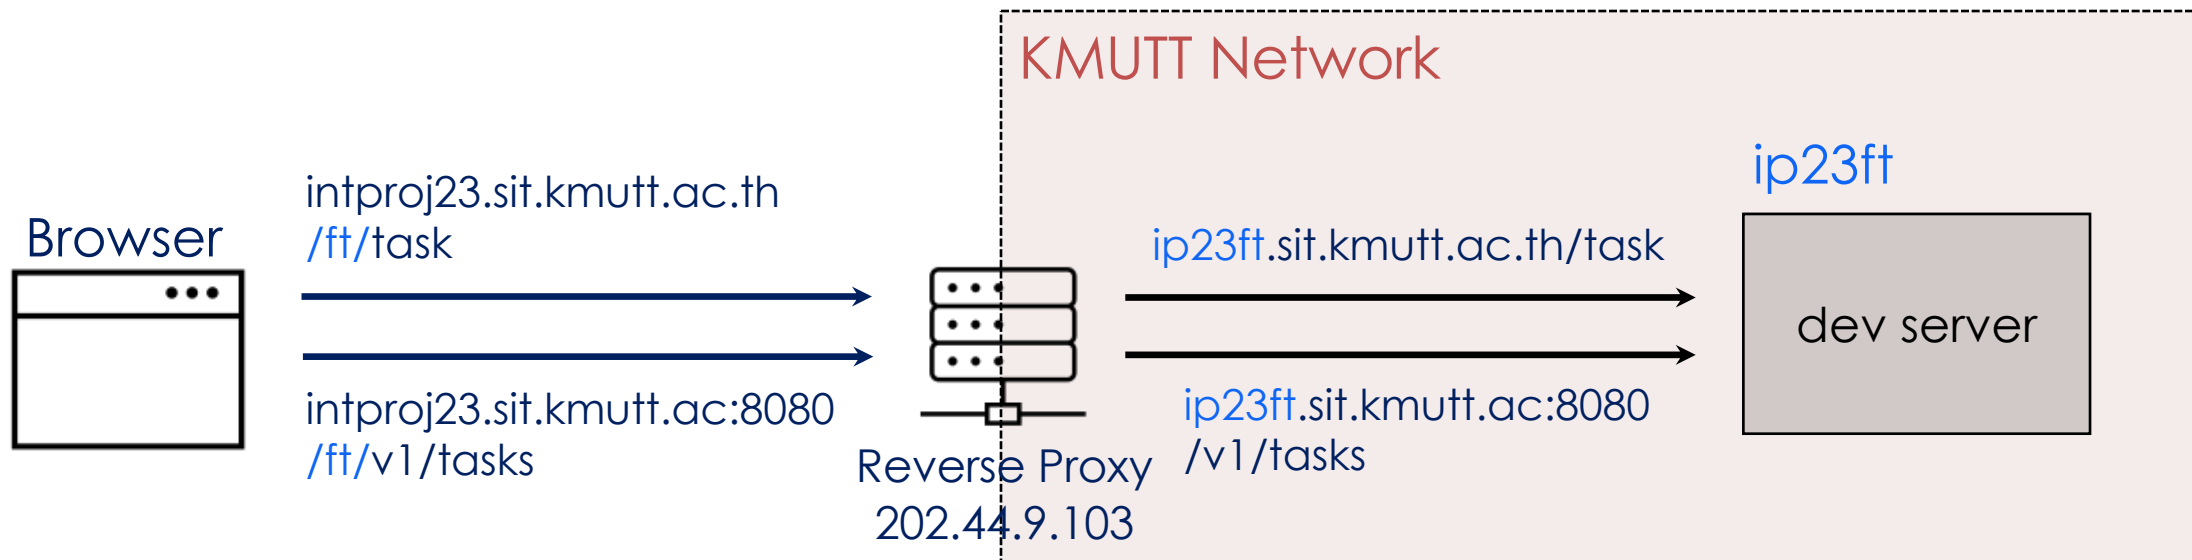 KMUTT Network
Browser
intproj23.sit.kmutt.ac.th
/ft/task
intproj23.sit.kmutt.ac:8080
/ft/v1/tasks
Reverse Proxy
202.44.9.103
ip23ft.sit.kmutt.ac.th/task
ip23ft.sit.kmutt.ac:8080
/v1/tasks
ip23ft
dev server